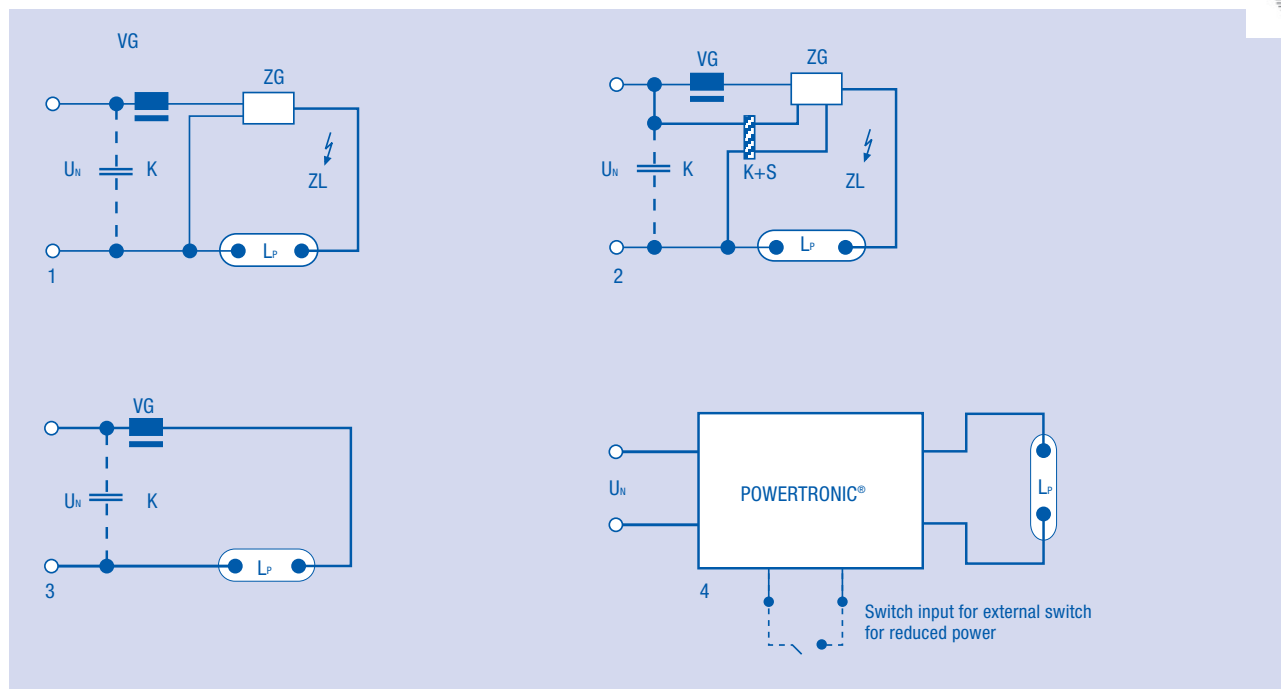 VG
ZG
UN
K
ZL
LP
1
VG
ZG
UN
K
K+S
ZL
LP
2
VG
UN
K
LP
3
UN
POWERTRONIC®
LP
4
Switch input for external switch
for reduced power